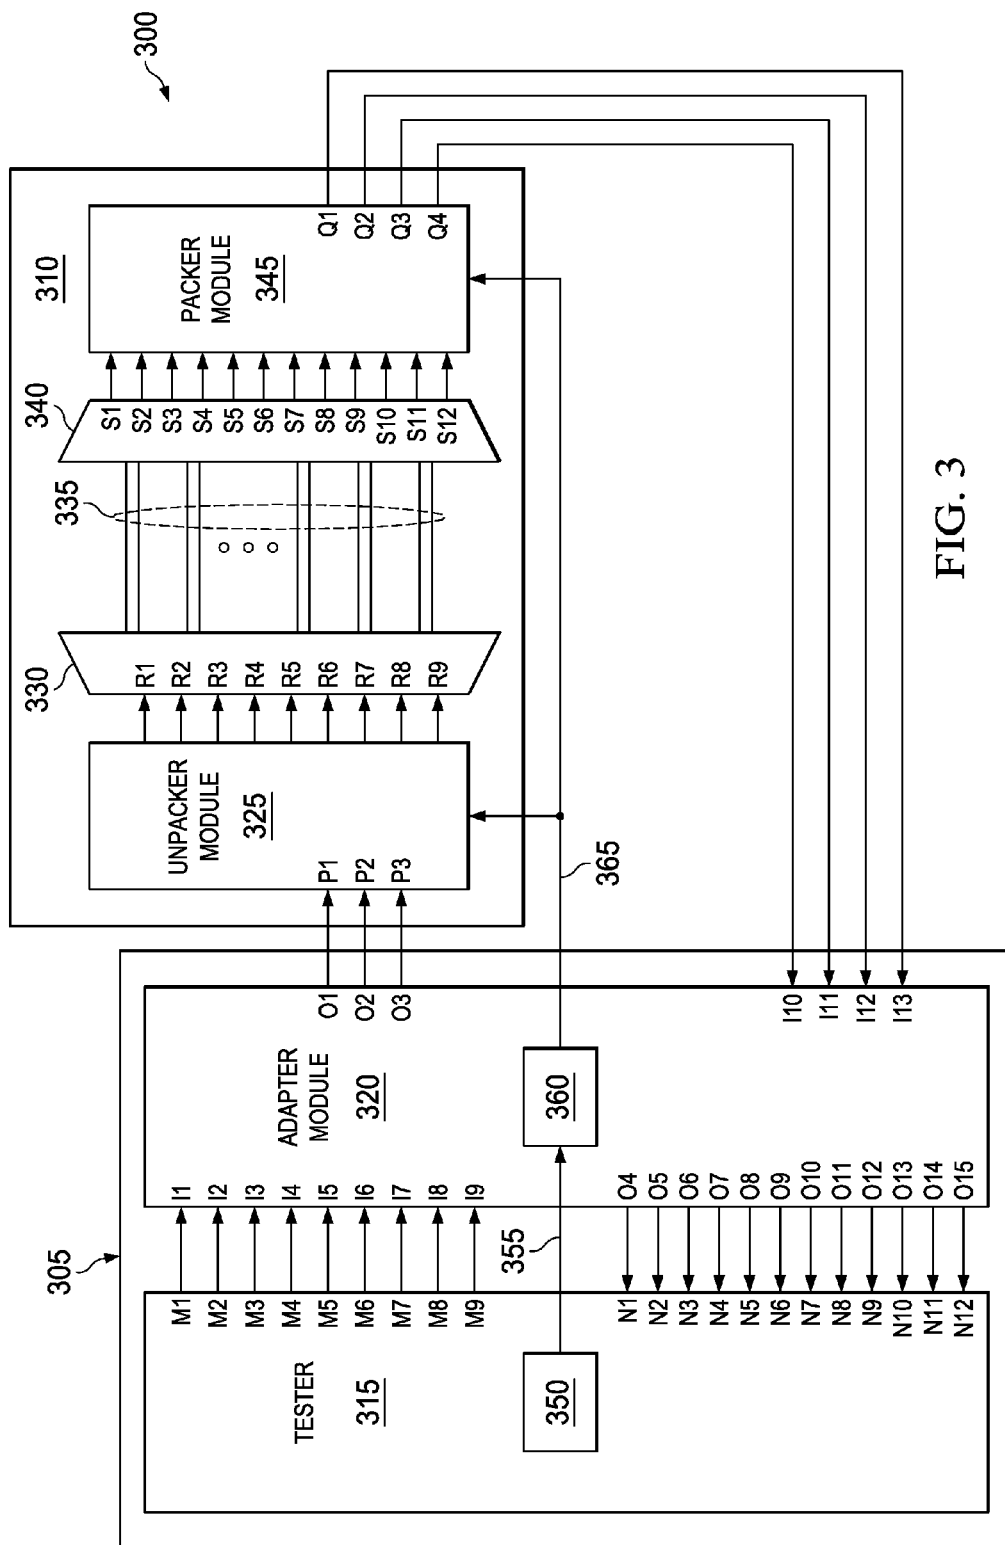 300
305
TESTER
315
M1
M2
M3
M4
M5
M6
M7
M8
M9
350
N1
N2
N3
N4
N5
N6
N7
N8
N9
N10
N11
N12
355
ADAPTER
MODULE
320
I1
I2
I3
I4
I5
I6
I7
I8
I9
O1
O2
O3
360
O4
O5
O6
O7
O8
O9
O10
O11
O12
O13
O14
O15
I10
I11
I12
I13
365
310
UNPACKER
MODULE
325
P1
P2
P3
330
R1
R2
R3
R4
R5
R6
R7
R8
R9
335
340
S1
S2
S3
S4
S5
S6
S7
S8
S9
S10
S11
S12
PACKER
MODULE
345
Q1
Q2
Q3
Q4
FIG. 3